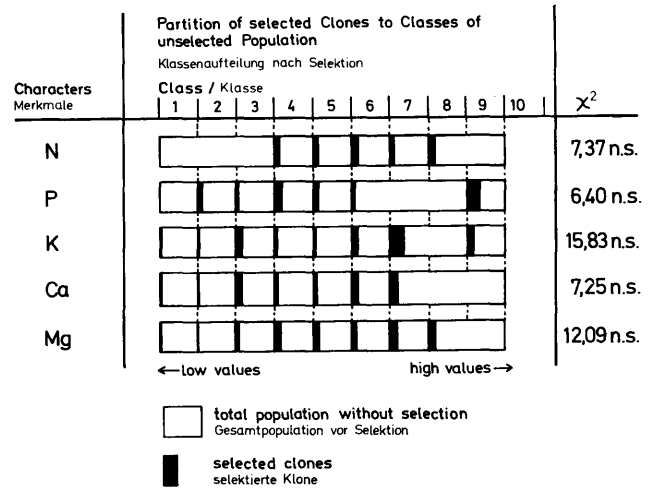 Partition of selected Clones to Classes of
unselected Population
Klassenaufteilung nach Selektion
Characters
Merkmale
Class / Klasse
1 2 3 4 5 6 7 8 9 10
χ²
N 7,37 n.s.
P 6,40 n.s.
K 15,83 n.s.
Ca 7,25 n.s.
Mg 12,09 n.s.
←low values high values→
total population without selection
Gesamtpopulation vor Selektion
selected clones
selektierte Klone